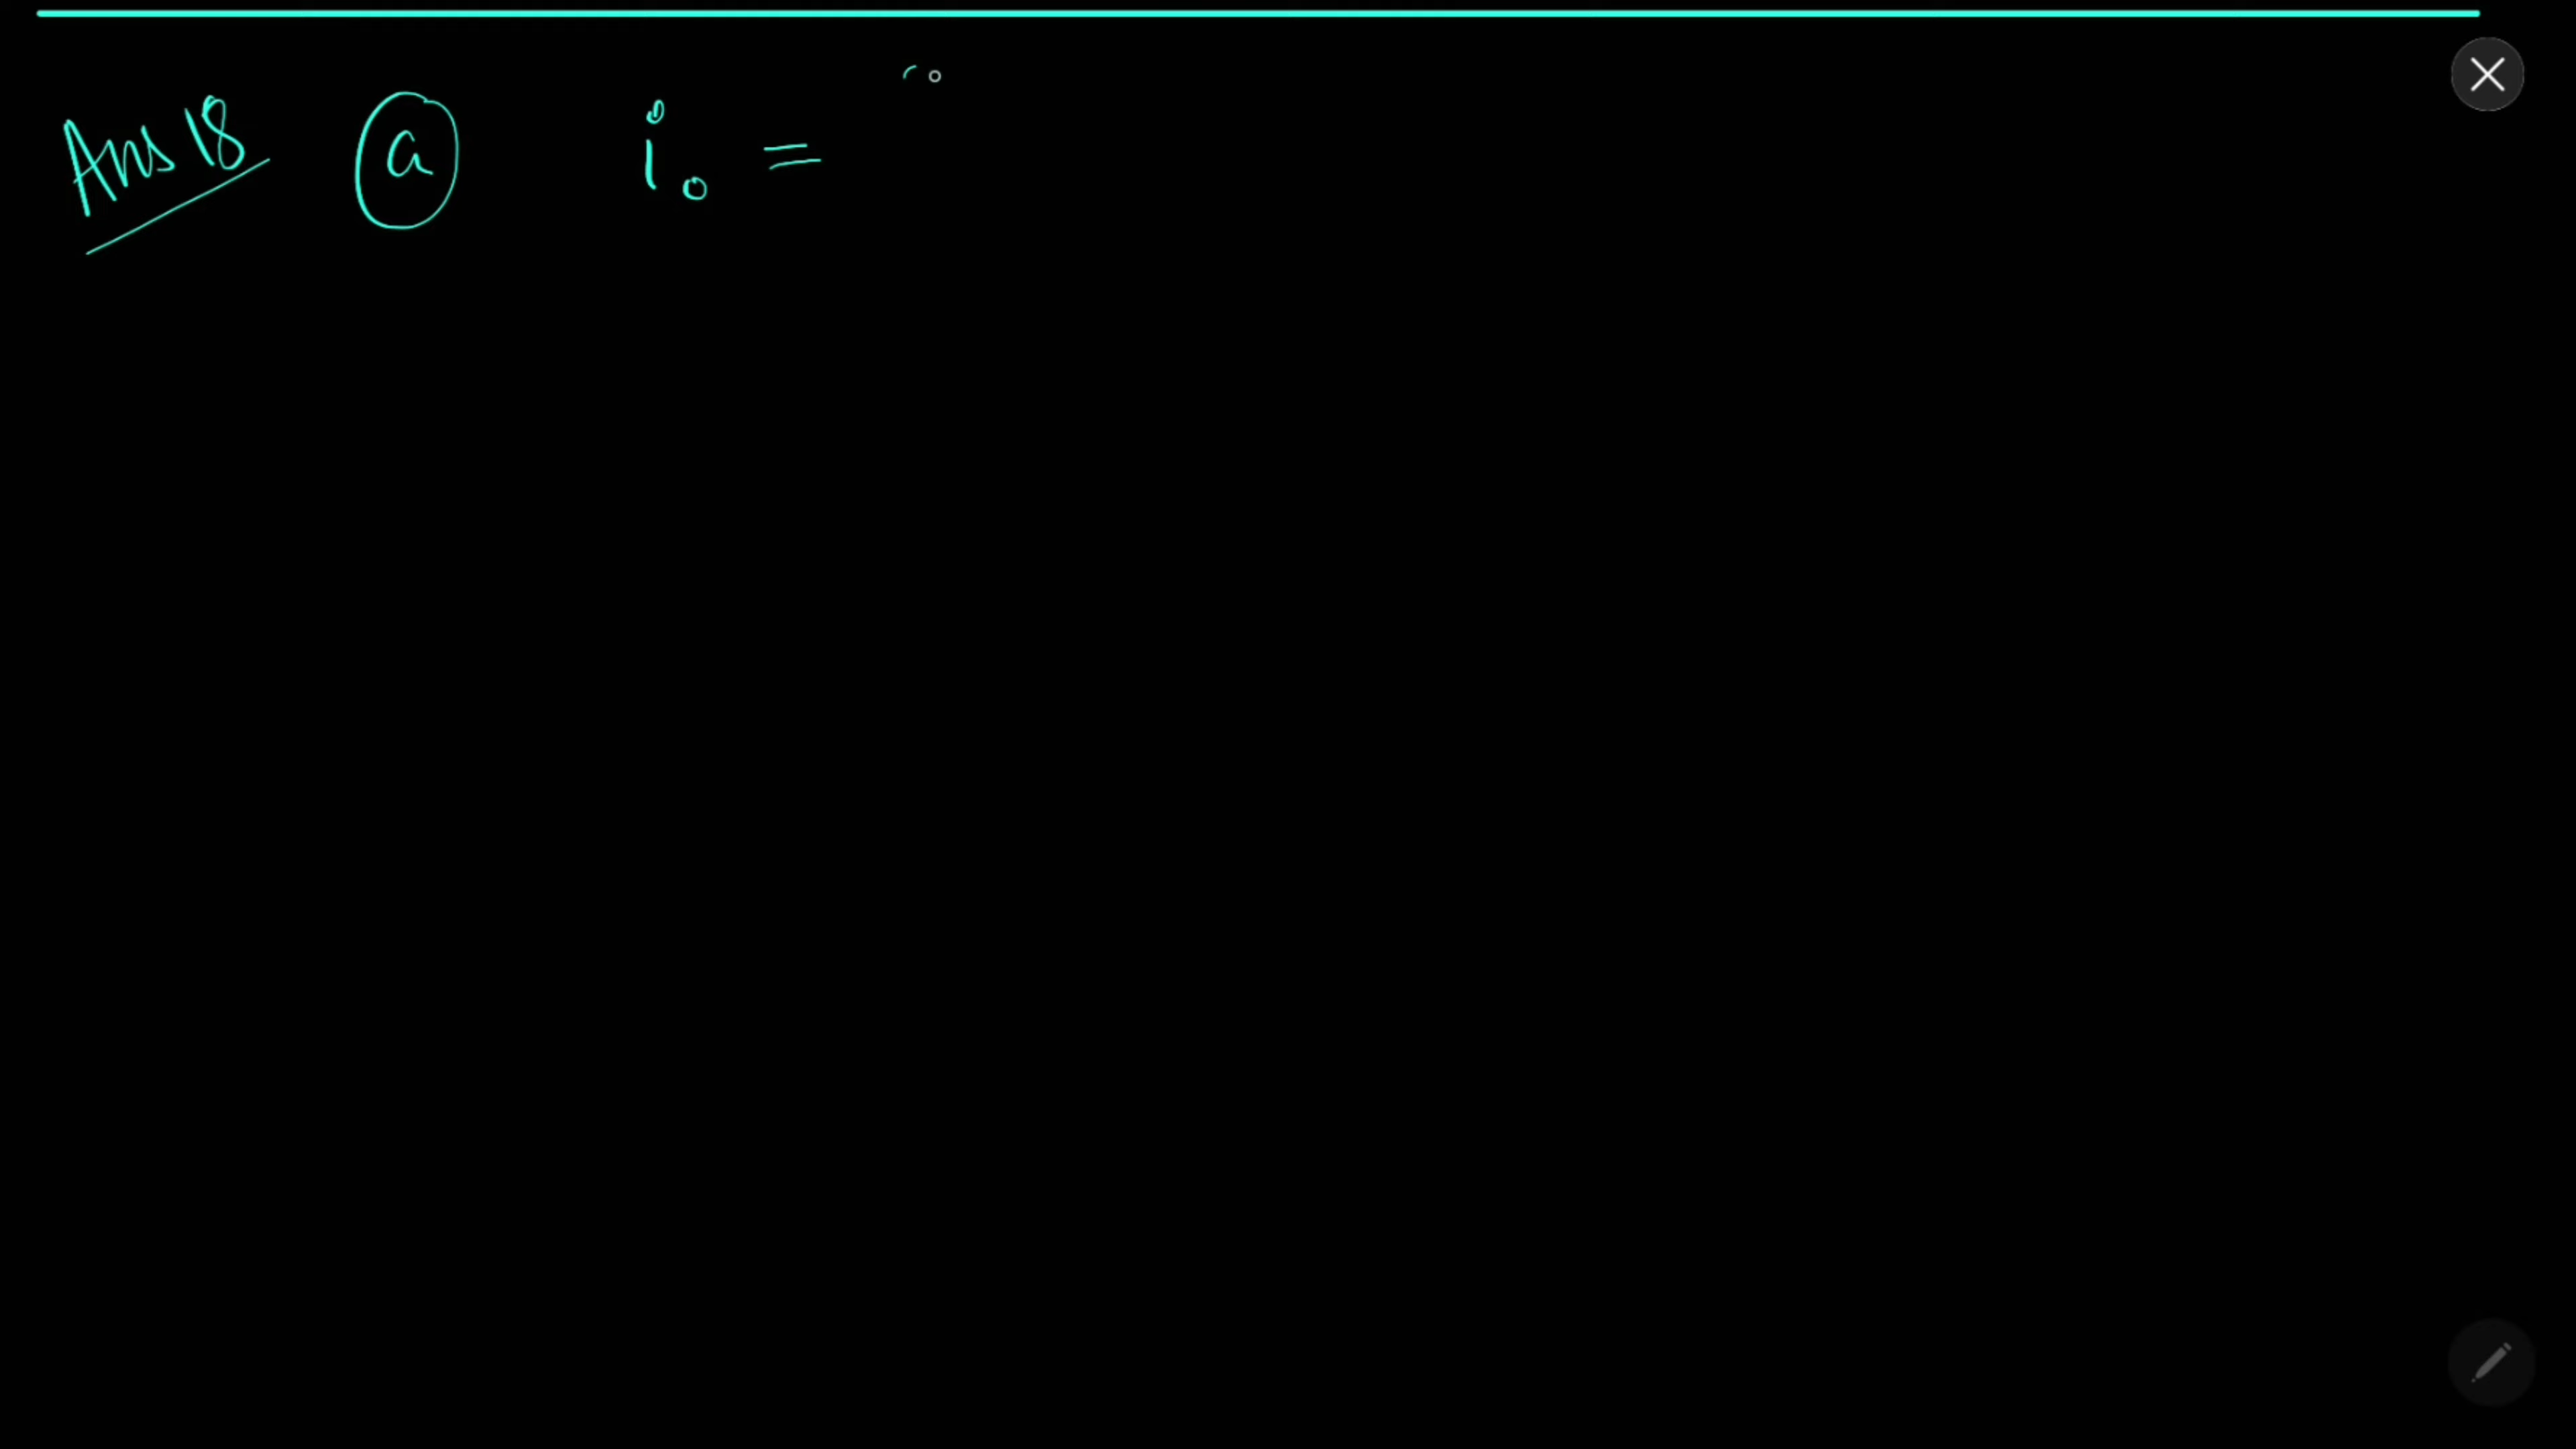 Ans 18 a i₀ =